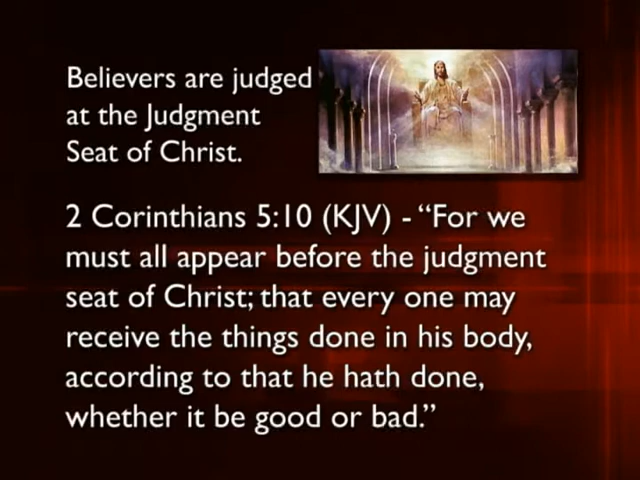 Believers are judged
at the Judgment
Seat of Christ.
2 Corinthians 5:10 (KJV) - “For we
must all appear before the judgment
seat of Christ; that every one may
receive the things done in his body,
according to that he hath done,
whether it be good or bad.”